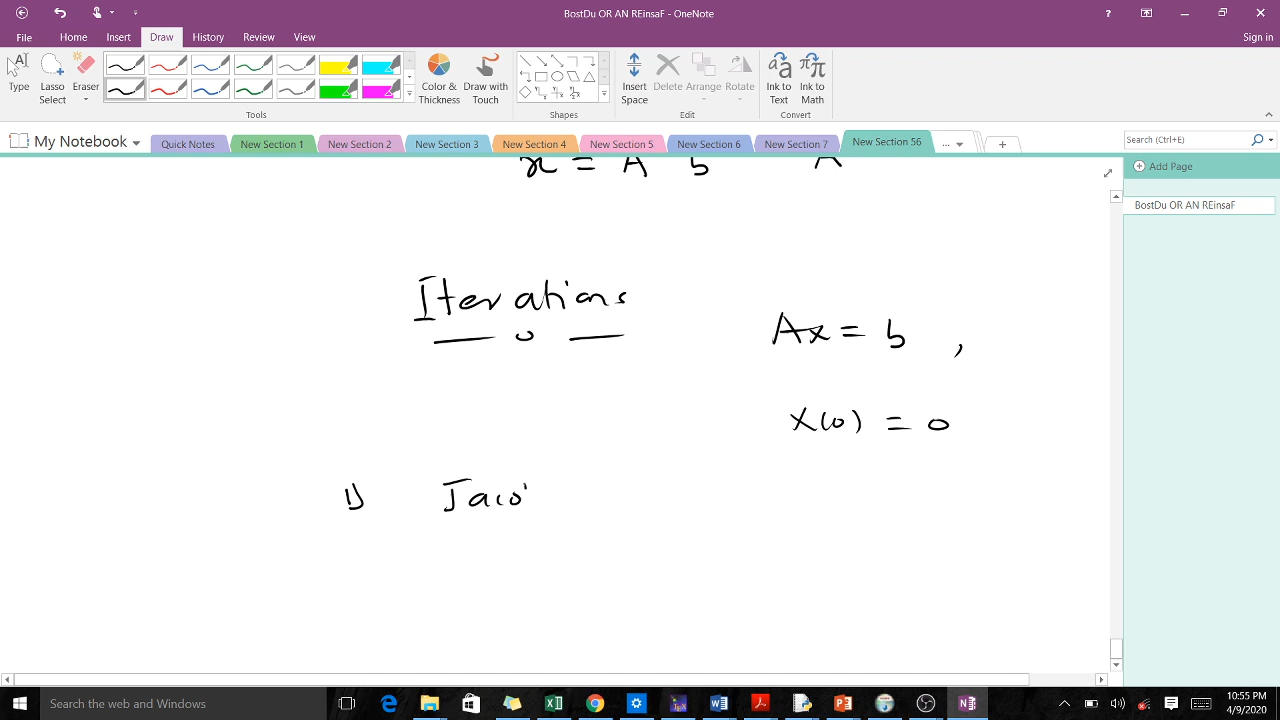 BostDu OR AN REinsaF - OneNote
File Home Insert Draw History Review View Sign in
Type Lasso Select Eraser Color & Thickness Draw with Touch Insert Space Delete Arrange Rotate Ink to Text Ink to Math
Tools Shapes Edit Convert
My Notebook Quick Notes New Section 1 New Section 2 New Section 3 New Section 4 New Section 5 New Section 6 New Section 7 New Section 56 ... Search (Ctrl+E)
Add Page
BostDu OR AN REinsaF
x = A b A
Iterations
Ax = b ,
X(0) = 0
1) Jaco
Search the web and Windows
10:55 PM
4/9/2020